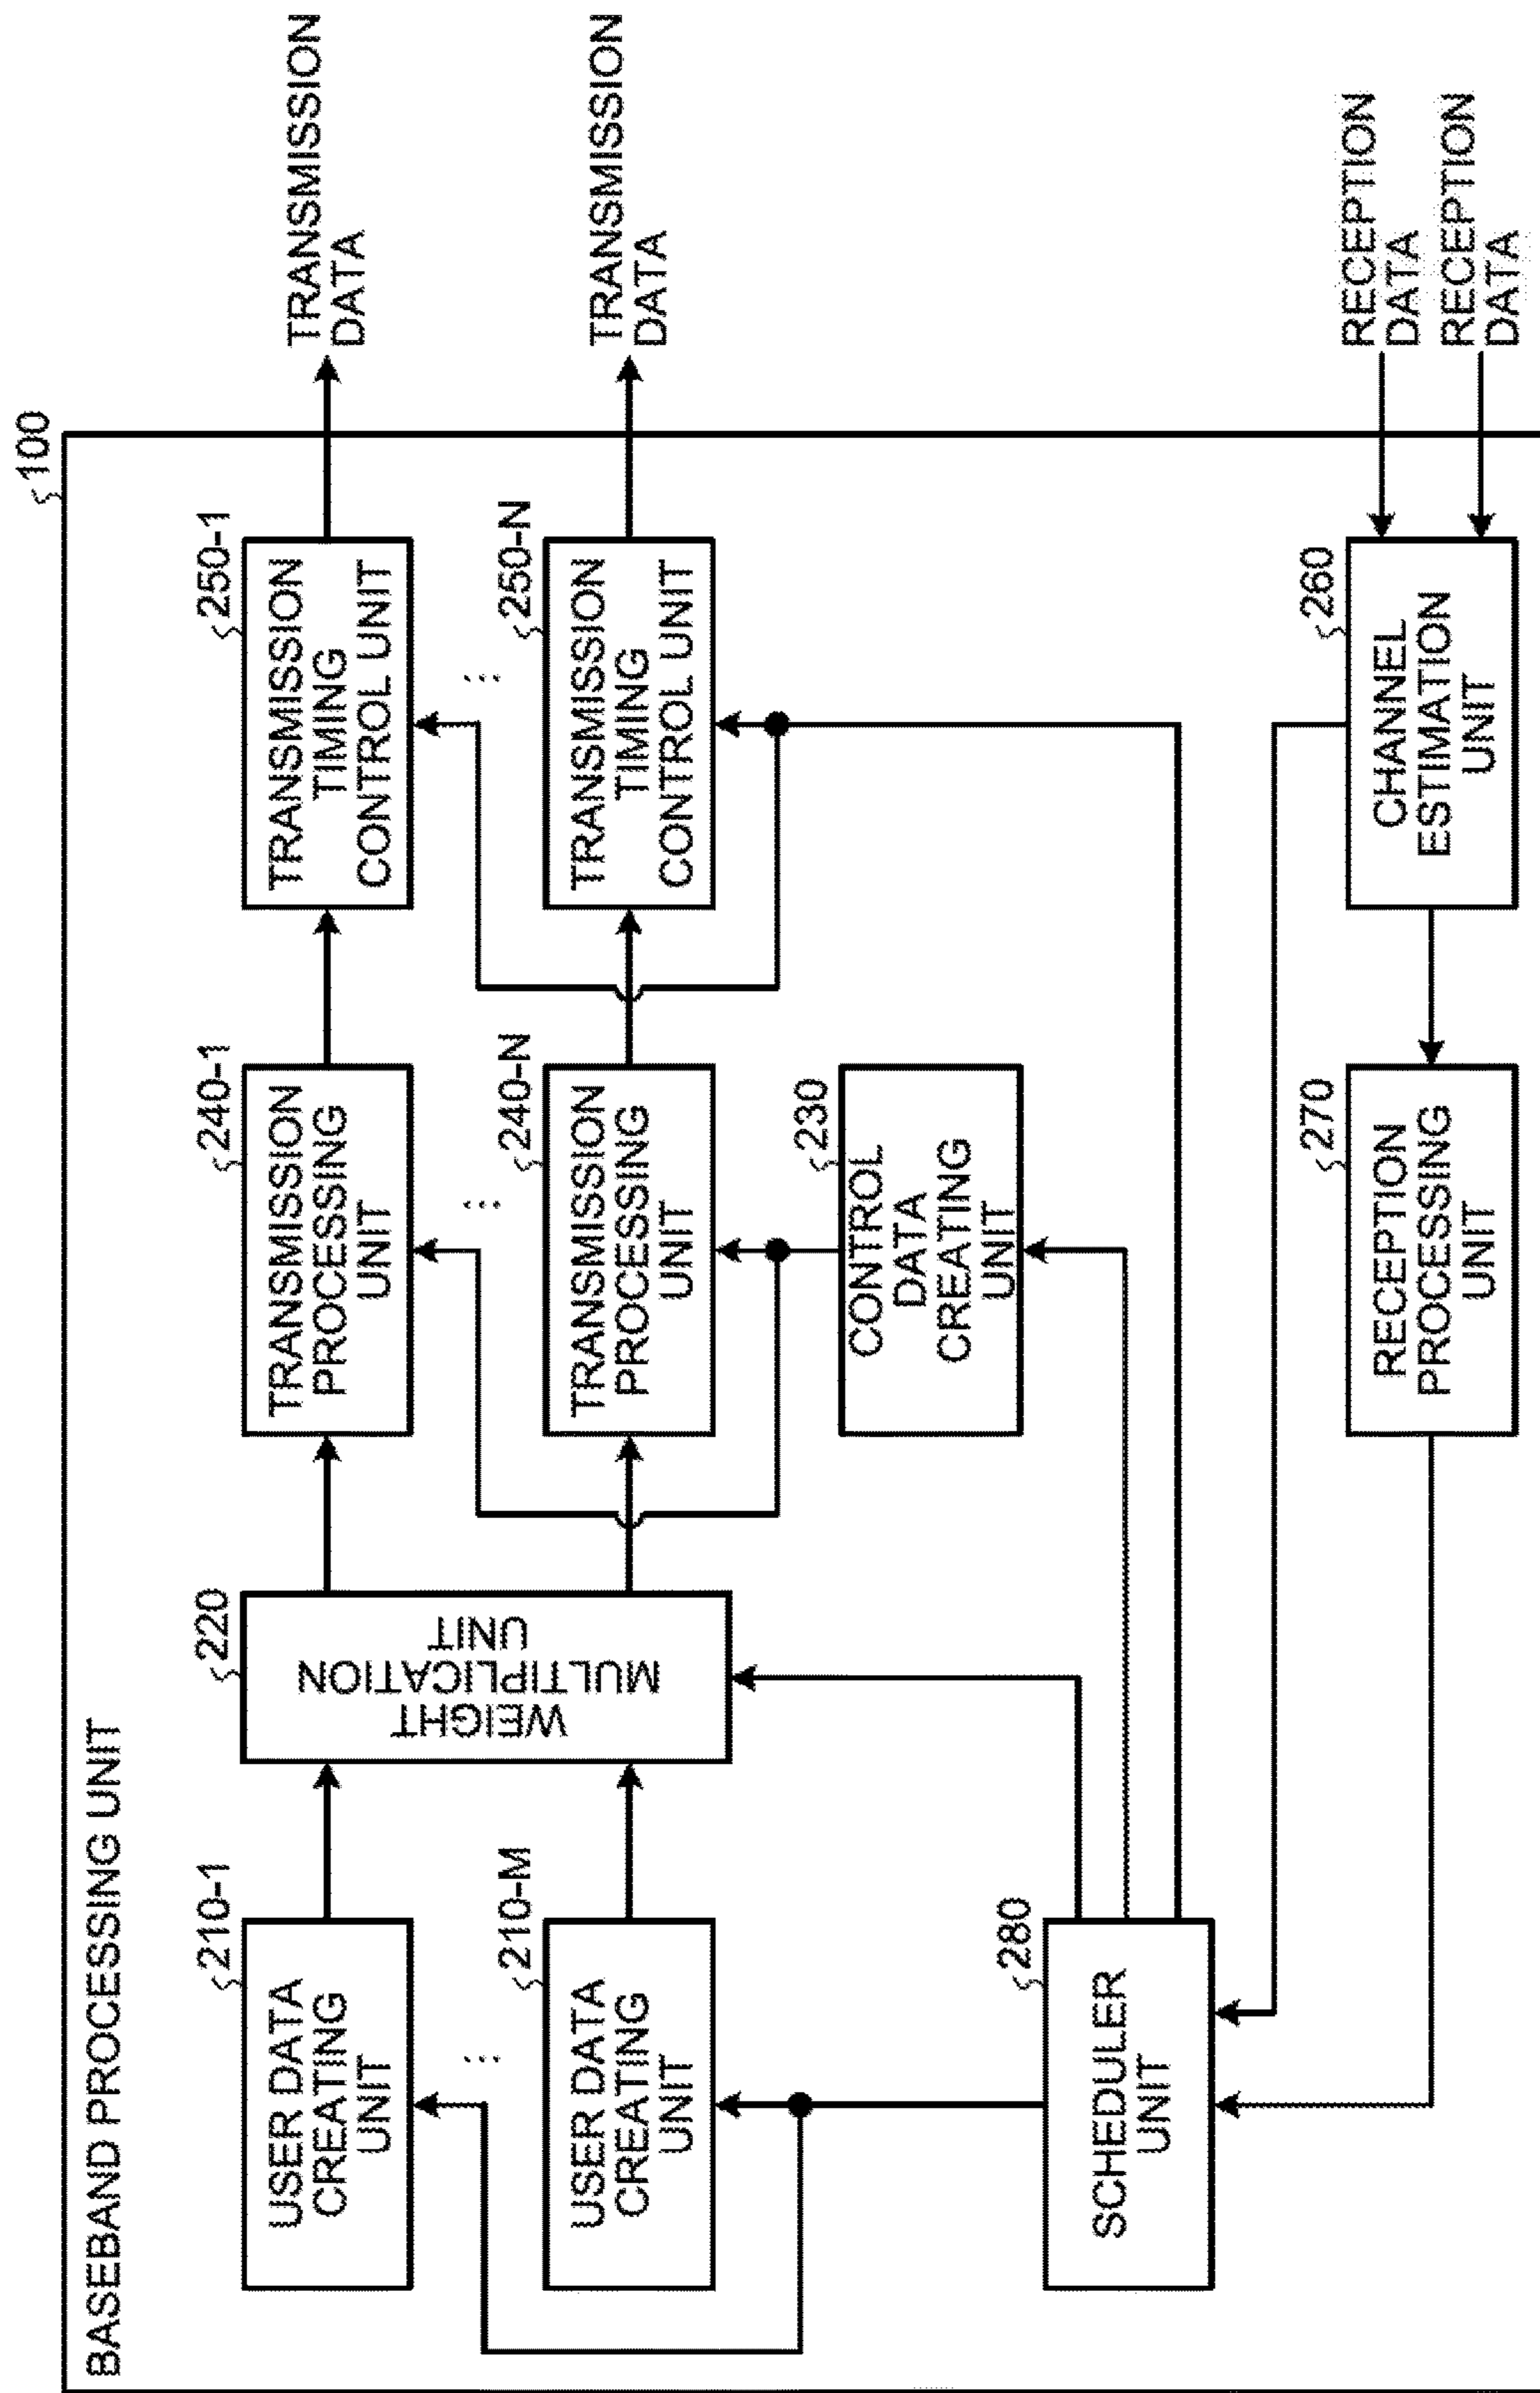 100
BASEBAND PROCESSING UNIT
210-1
USER DATA
CREATING
UNIT
220
WEIGHT
MULTIPLICATION
UNIT
240-1
TRANSMISSION
PROCESSING
UNIT
250-1
TRANSMISSION
TIMING
CONTROL UNIT
TRANSMISSION
DATA
210-M
USER DATA
CREATING
UNIT
240-N
TRANSMISSION
PROCESSING
UNIT
250-N
TRANSMISSION
TIMING
CONTROL UNIT
TRANSMISSION
DATA
230
CONTROL
DATA
CREATING
UNIT
280
SCHEDULER
UNIT
270
RECEPTION
PROCESSING
UNIT
260
CHANNEL
ESTIMATION
UNIT
RECEPTION
DATA
RECEPTION
DATA